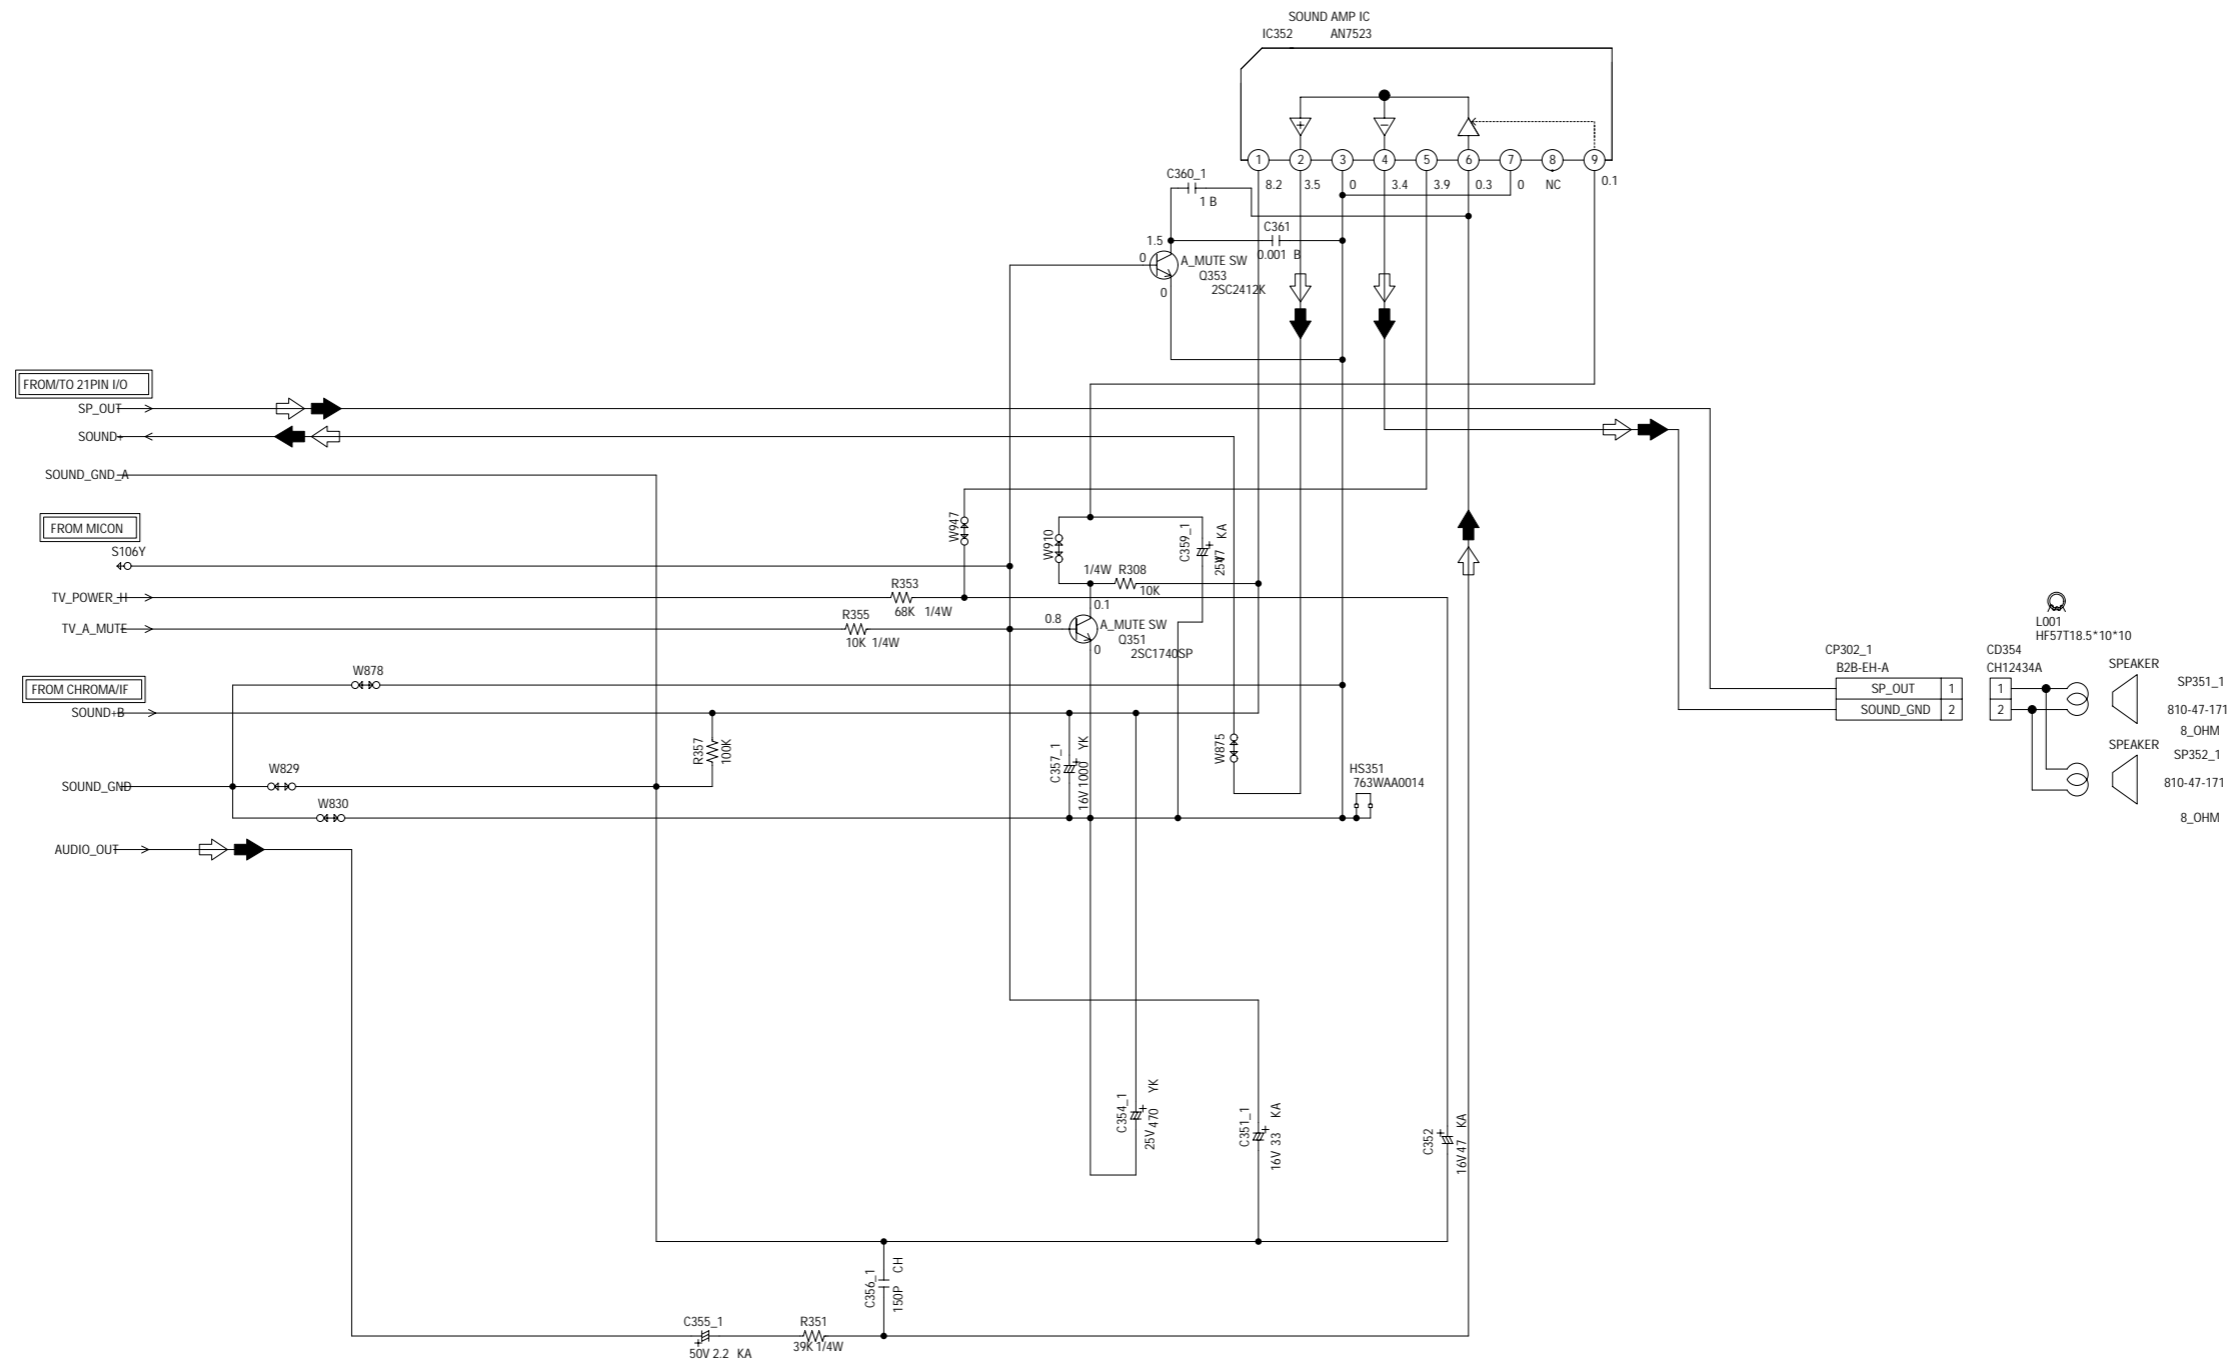 SOUND AMP IC
IC352 AN7523
1 2 3 4 5 6 7 8 9
8.2 3.5 0 3.4 3.9 0.3 0 NC 0.1
C360_1
1 B
C361
0.001 B
1.5
0
A_MUTE SW
Q353
2SC2412K
0
FROM/TO 21PIN I/O
SP_OUT
SOUND+
SOUND_GND_A
FROM MICON
S106Y
TV_POWER_H
TV_A_MUTE
W947
W910
C359_1
25V 47 KA
1/4W R308
10K
R353
68K 1/4W
R355
10K 1/4W
0.1
0.8
A_MUTE SW
Q351
2SC1740SP
0
W878
FROM CHROMA/IF
SOUND+B
R357
100K
C357_1
16V 1000 YK
W875
W829
SOUND_GND
W830
HS351
763WAA0014
AUDIO_OUT
L001
HF57T18.5*10*10
CP302_1
B2B-EH-A
SP_OUT 1
SOUND_GND 2
CD354
CH12434A
1
2
SPEAKER
SP351_1
810-47-171
8_OHM
SPEAKER
SP352_1
810-47-171
8_OHM
C354_1
25V 470 YK
C351_1
16V 33 KA
C352
16V 47 KA
C356_1
150P CH
C355_1
50V 2.2 KA
R351
39K 1/4W